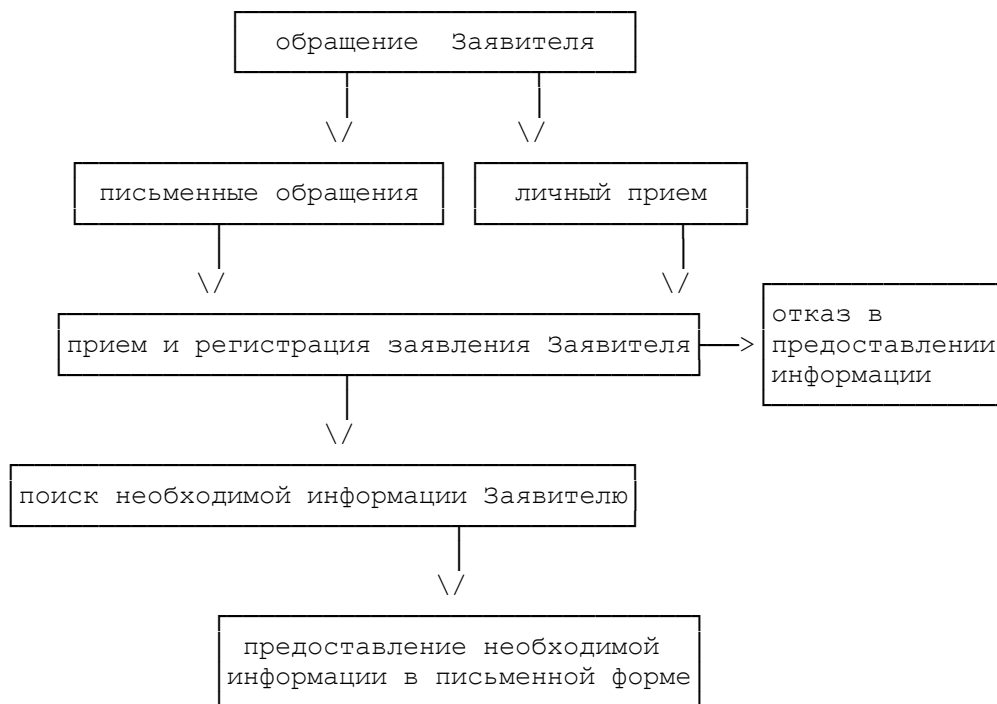 обращение Заявителя
письменные обращения
личный прием
прием и регистрация заявления Заявителя
отказ в
предоставлении
информации
поиск необходимой информации Заявителю
предоставление необходимой
информации в письменной форме